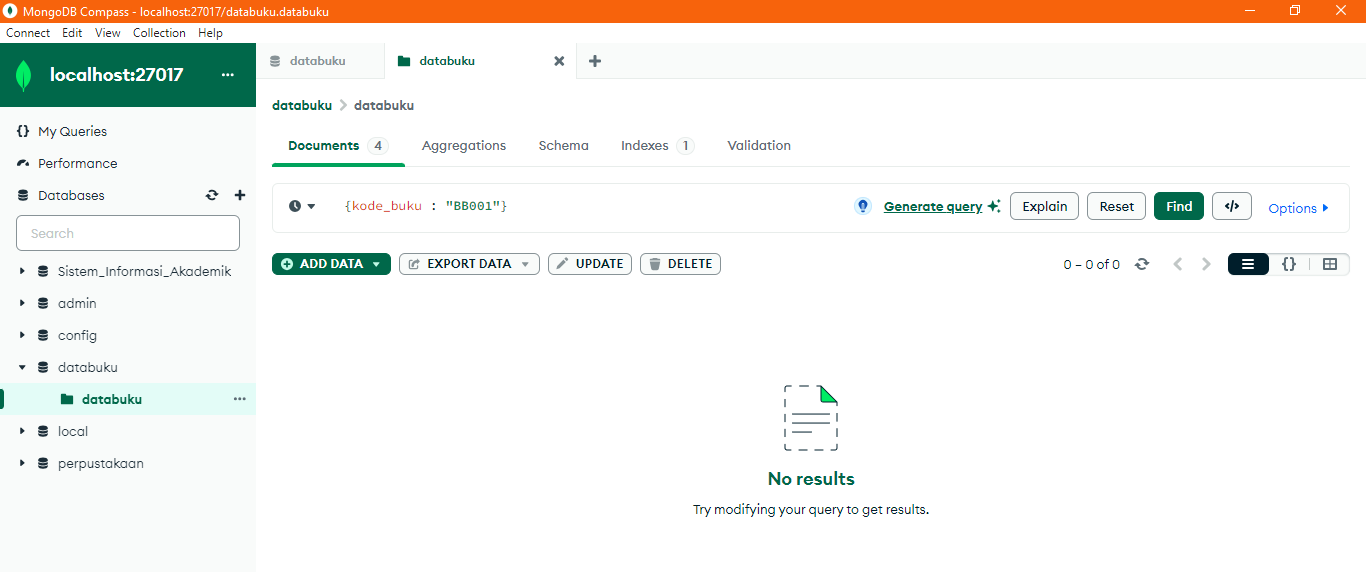 MongoDB Compass - localhost:27017/databuku.databuku
Connect Edit View Collection Help
localhost:27017
databuku
databuku
databuku > databuku
My Queries
Performance
Databases
Search
Sistem_Informasi_Akademik
admin
config
databuku
databuku
local
perpustakaan
Documents 4 Aggregations Schema Indexes 1 Validation
{kode_buku : "BB001"}
Generate query Explain Reset Find </> Options
ADD DATA EXPORT DATA UPDATE DELETE
0 – 0 of 0 {}
No results
Try modifying your query to get results.